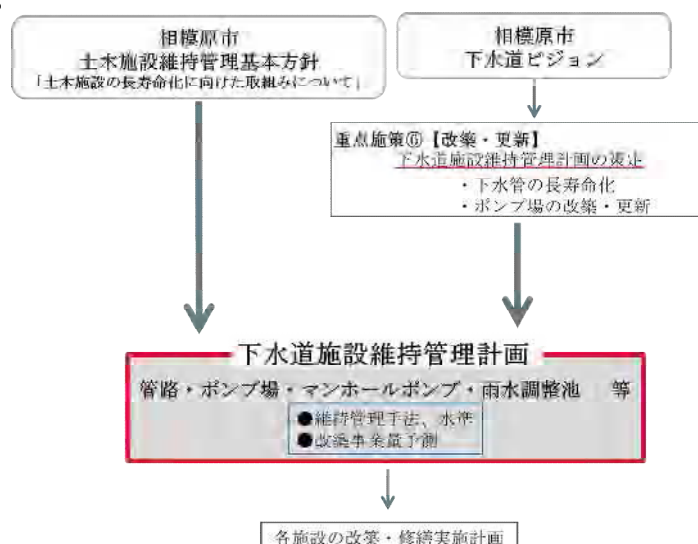 相模原市
土木施設維持管理基本方針
「土木施設の長寿命化に向けた取組みについて」
相模原市
下水道ビジョン
重点施策⑥【改築・更新】
下水道施設維持管理計画の策定
・下水管の長寿命化
・ポンプ場の改築・更新
下水道施設維持管理計画
管路・ポンプ場・マンホールポンプ・雨水調整池　等
●維持管理手法、水準
●改築事業量予測
各施設の改築・修繕実施計画